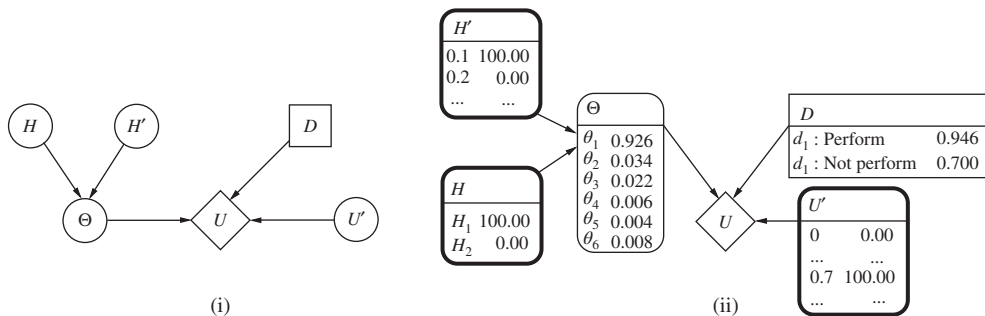 H
H′
D
Θ
U
U′
(i)
H′
0.1 100.00
0.2 0.00
... ...
H
H₁ 100.00
H₂ 0.00
Θ
θ₁ 0.926
θ₂ 0.034
θ₃ 0.022
θ₄ 0.006
θ₅ 0.004
θ₆ 0.008
D
d₁ : Perform 0.946
d₁ : Not perform 0.700
U
U′
0 0.00
... ...
0.7 100.00
... ...
(ii)